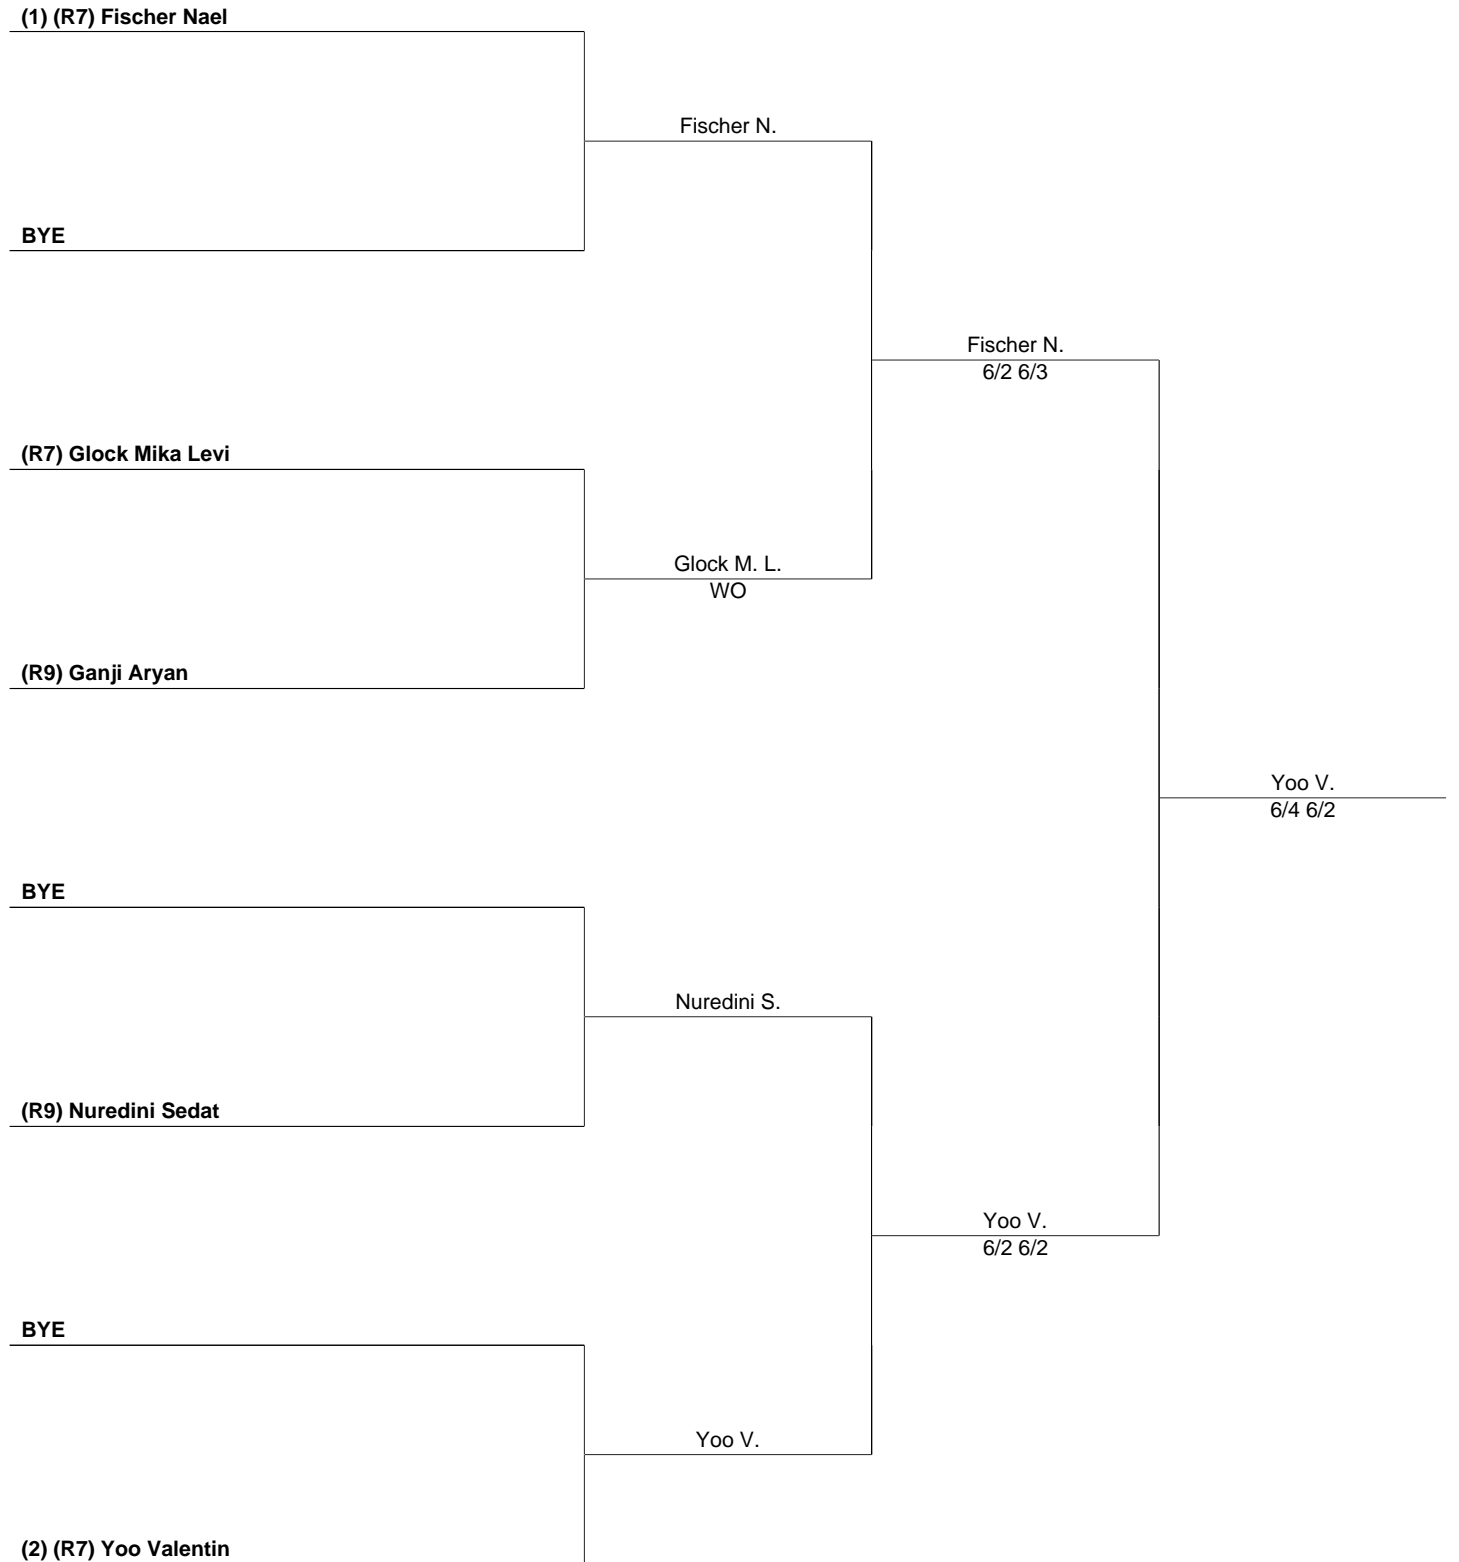 (1) (R7) Fischer Nael
Fischer N.
BYE
Fischer N.
6/2 6/3
(R7) Glock Mika Levi
Glock M. L.
WO
(R9) Ganji Aryan
Yoo V.
6/4 6/2
BYE
Nuredini S.
(R9) Nuredini Sedat
Yoo V.
6/2 6/2
BYE
Yoo V.
(2) (R7) Yoo Valentin